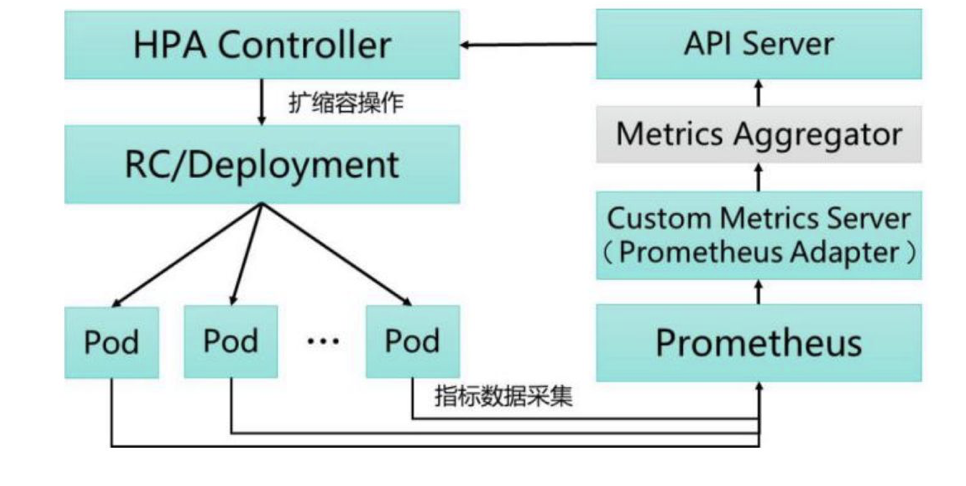 HPA Controller
API Server
扩缩容操作
Metrics Aggregator
RC/Deployment
Custom Metrics Server
（Prometheus Adapter）
Pod
Pod
...
Pod
Prometheus
指标数据采集